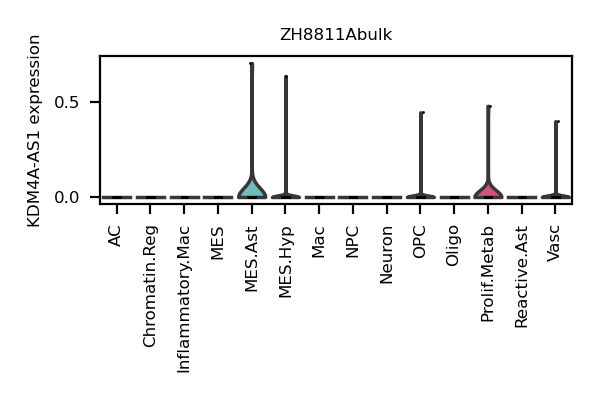 ZH8811Abulk
KDM4A-AS1 expression
0.5
0.0
AC
Chromatin.Reg
Inflammatory.Mac
MES
MES.Ast
MES.Hyp
Mac
NPC
Neuron
OPC
Oligo
Prolif.Metab
Reactive.Ast
Vasc